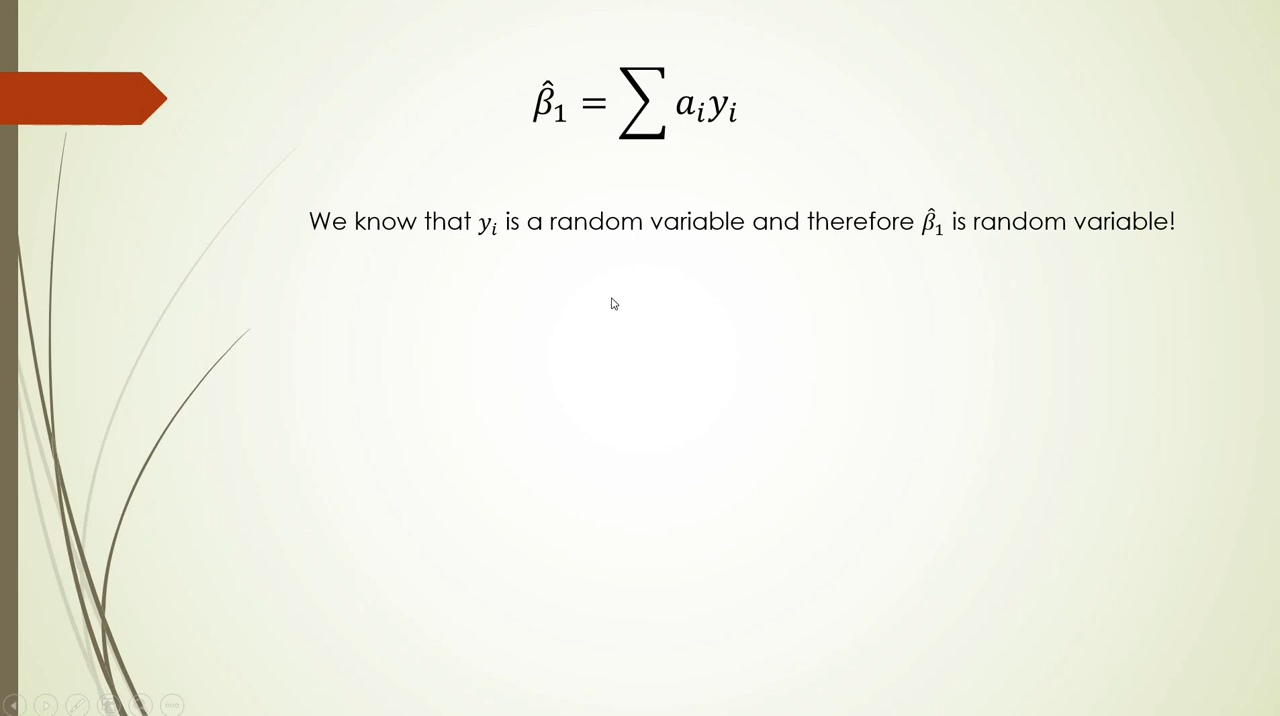 β̂₁ = ∑ aᵢyᵢ
We know that yᵢ is a random variable and therefore β̂₁ is random variable!